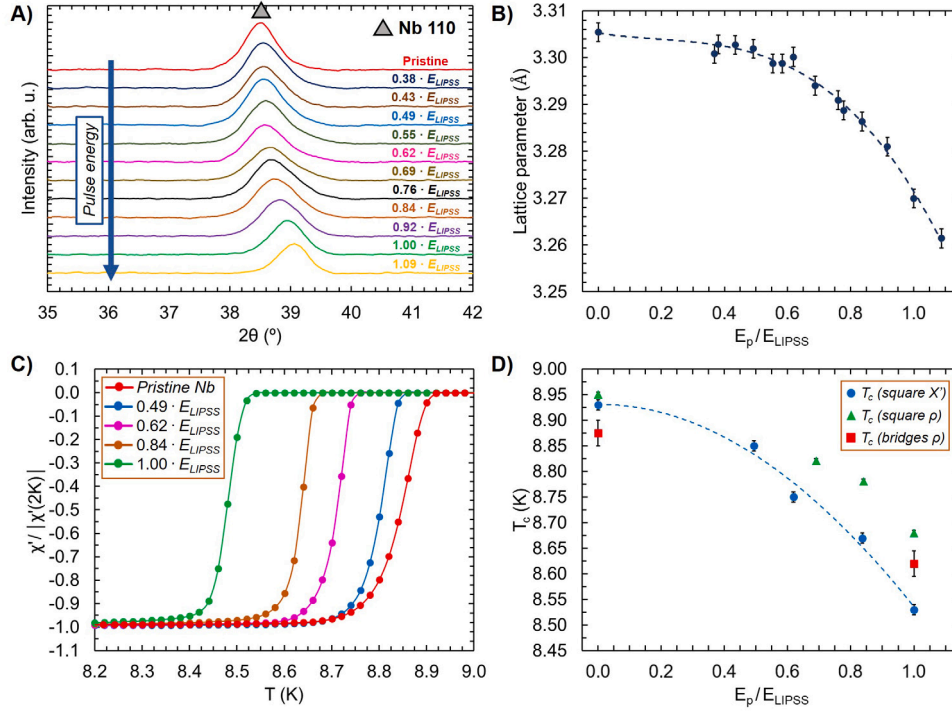 A)
Nb 110
Pristine
0.38 · E_LIPSS
0.43 · E_LIPSS
0.49 · E_LIPSS
0.55 · E_LIPSS
0.62 · E_LIPSS
0.69 · E_LIPSS
0.76 · E_LIPSS
0.84 · E_LIPSS
0.92 · E_LIPSS
1.00 · E_LIPSS
1.09 · E_LIPSS
Pulse energy
Intensity (arb. u.)
35 36 37 38 39 40 41 42
2θ (º)
B)
3.31
3.30
3.29
3.28
3.27
3.26
3.25
Lattice parameter (Å)
0.0 0.2 0.4 0.6 0.8 1.0
E_p / E_LIPSS
C)
0.1
0.0
-0.1
-0.2
-0.3
-0.4
-0.5
-0.6
-0.7
-0.8
-0.9
-1.0
-1.1
χ'/ |χ'(2K)|
Pristine Nb
0.49 · E_LIPSS
0.62 · E_LIPSS
0.84 · E_LIPSS
1.00 · E_LIPSS
8.2 8.3 8.4 8.5 8.6 8.7 8.8 8.9 9.0
T (K)
D)
9.00
8.95
8.90
8.85
8.80
8.75
8.70
8.65
8.60
8.55
8.50
8.45
T_c (K)
T_c (square X')
T_c (square ρ)
T_c (bridges ρ)
0.0 0.2 0.4 0.6 0.8 1.0
E_p / E_LIPSS